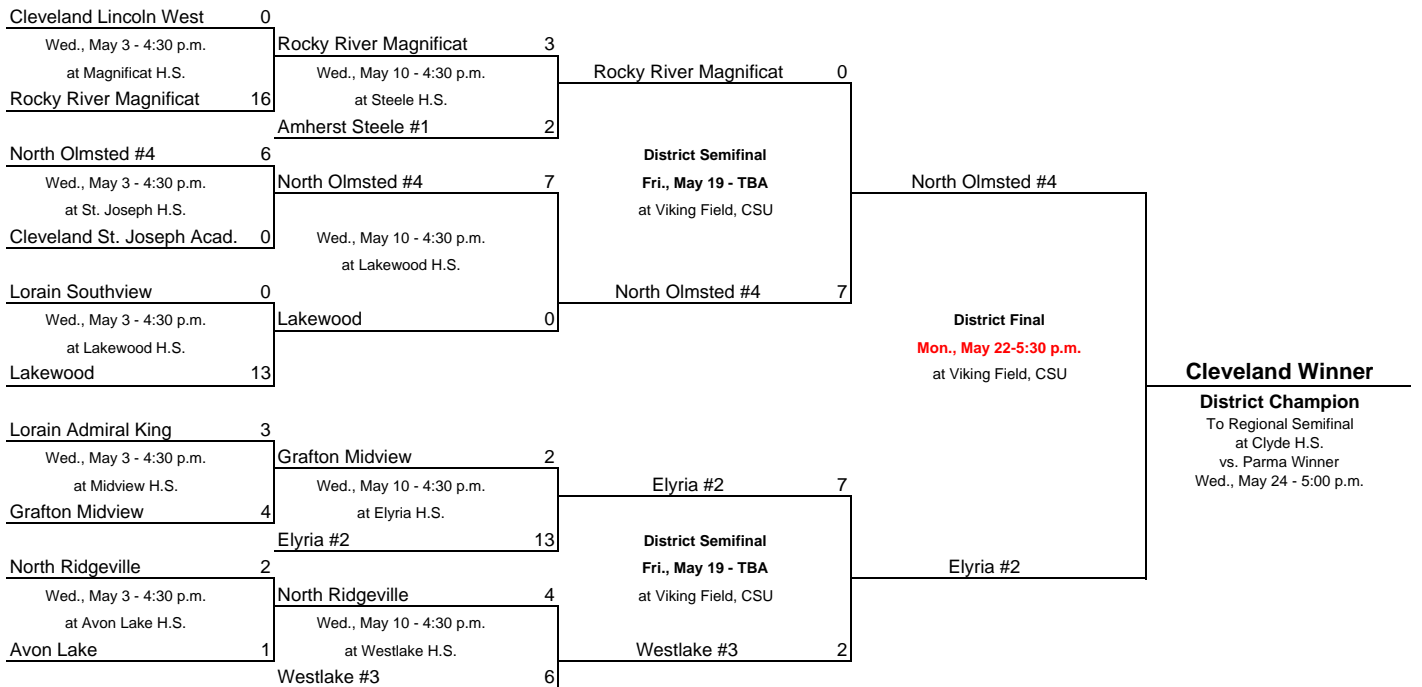 Cleveland Lincoln West 0
Wed., May 3 - 4:30 p.m.
at Magnificat H.S.
Rocky River Magnificat 16
North Olmsted #4 6
Wed., May 3 - 4:30 p.m.
at St. Joseph H.S.
Cleveland St. Joseph Acad. 0
Lorain Southview 0
Wed., May 3 - 4:30 p.m.
at Lakewood H.S.
Lakewood 13
Lorain Admiral King 3
Wed., May 3 - 4:30 p.m.
at Midview H.S.
Grafton Midview 4
North Ridgeville 2
Wed., May 3 - 4:30 p.m.
at Avon Lake H.S.
Avon Lake 1
Rocky River Magnificat 3
Wed., May 10 - 4:30 p.m.
at Steele H.S.
Amherst Steele #1 2
North Olmsted #4 7
Wed., May 10 - 4:30 p.m.
at Lakewood H.S.
Lakewood 0
Grafton Midview 2
Wed., May 10 - 4:30 p.m.
at Elyria H.S.
Elyria #2 13
North Ridgeville 4
Wed., May 10 - 4:30 p.m.
at Westlake H.S.
Westlake #3 6
Rocky River Magnificat 0
District Semifinal
Fri., May 19 - TBA
at Viking Field, CSU
North Olmsted #4 7
Elyria #2 7
District Semifinal
Fri., May 19 - TBA
at Viking Field, CSU
Westlake #3 2
North Olmsted #4
District Final
Mon., May 22-5:30 p.m.
at Viking Field, CSU
Elyria #2
Cleveland Winner
District Champion
To Regional Semifinal
at Clyde H.S.
vs. Parma Winner
Wed., May 24 - 5:00 p.m.